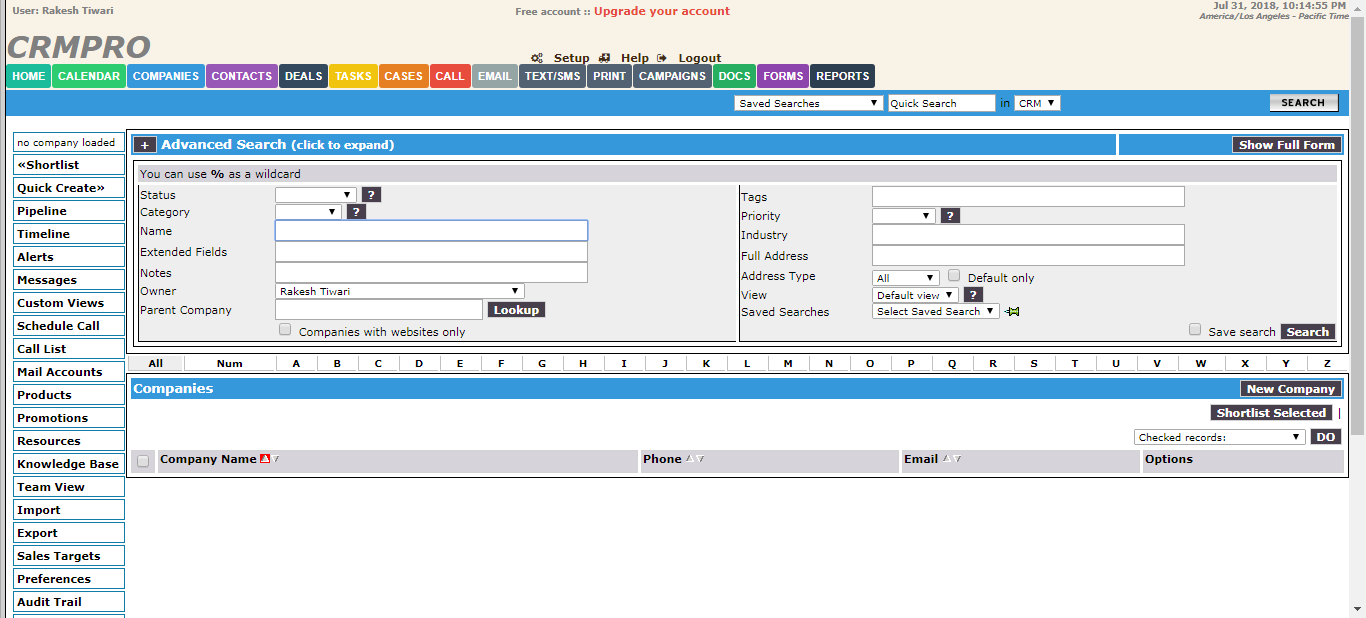 User: Rakesh Tiwari
Free account :: Upgrade your account
Jul 31, 2018, 10:14:55 PM
America/Los Angeles - Pacific Time
CRMPRO
Setup Help Logout
HOME CALENDAR COMPANIES CONTACTS DEALS TASKS CASES CALL EMAIL TEXT/SMS PRINT CAMPAIGNS DOCS FORMS REPORTS
Saved Searches Quick Search in CRM SEARCH
no company loaded
«Shortlist
Quick Create»
Pipeline
Timeline
Alerts
Messages
Custom Views
Schedule Call
Call List
Mail Accounts
Products
Promotions
Resources
Knowledge Base
Team View
Import
Export
Sales Targets
Preferences
Audit Trail
+ Advanced Search (click to expand) Show Full Form
You can use % as a wildcard
Status ?
Category ?
Name
Extended Fields
Notes
Owner Rakesh Tiwari
Parent Company Lookup
Companies with websites only
Tags
Priority ?
Industry
Full Address
Address Type All Default only
View Default view ?
Saved Searches Select Saved Search
Save search Search
All Num A B C D E F G H I J K L M N O P Q R S T U V W X Y Z
Companies New Company
Shortlist Selected |
Checked records: DO
Company Name Phone Email Options